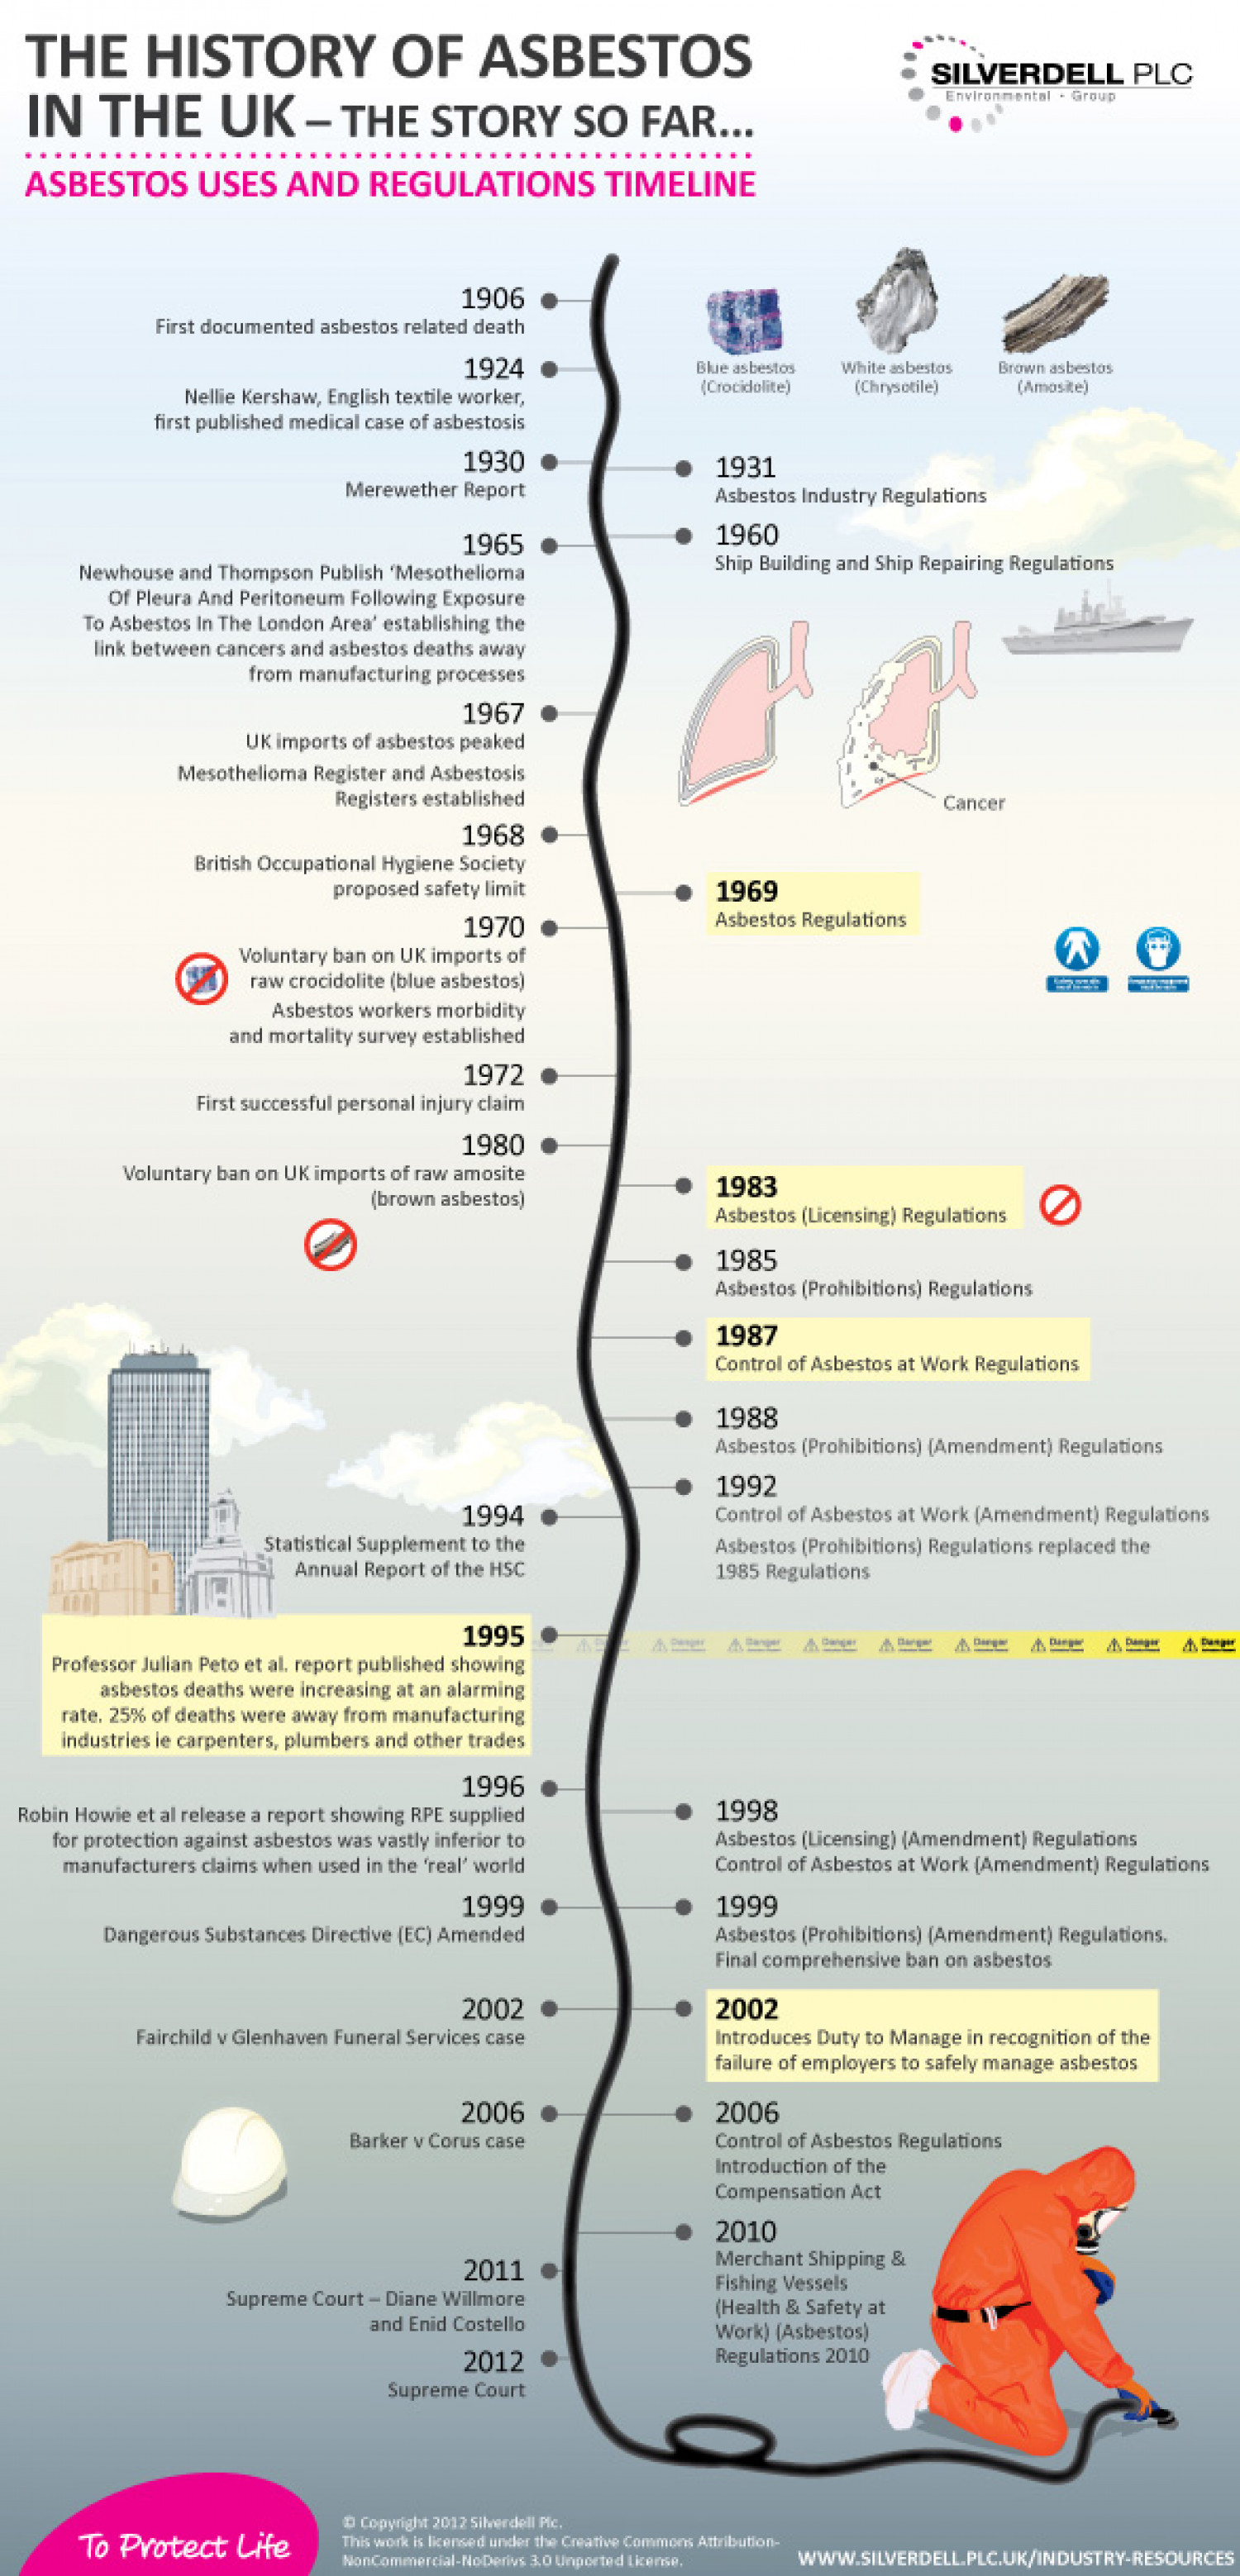 THE HISTORY OF ASBESTOS
IN THE UK – THE STORY SO FAR...
ASBESTOS USES AND REGULATIONS TIMELINE
SILVERDELL PLC
Environmental - Group
1906
First documented asbestos related death
1924
Nellie Kershaw, English textile worker,
first published medical case of asbestosis
Blue asbestos
(Crocidolite)
White asbestos
(Chrysotile)
Brown asbestos
(Amosite)
1930
Merewether Report
1931
Asbestos Industry Regulations
1960
Ship Building and Ship Repairing Regulations
1965
Newhouse and Thompson Publish ‘Mesothelioma
Of Pleura And Peritoneum Following Exposure
To Asbestos In The London Area’ establishing the
link between cancers and asbestos deaths away
from manufacturing processes
1967
UK imports of asbestos peaked
Mesothelioma Register and Asbestosis
Registers established
Cancer
1968
British Occupational Hygiene Society
proposed safety limit
1969
Asbestos Regulations
1970
Voluntary ban on UK imports of
raw crocidolite (blue asbestos)
Asbestos workers morbidity
and mortality survey established
1972
First successful personal injury claim
1980
Voluntary ban on UK imports of raw amosite
(brown asbestos)
1983
Asbestos (Licensing) Regulations
1985
Asbestos (Prohibitions) Regulations
1987
Control of Asbestos at Work Regulations
1988
Asbestos (Prohibitions) (Amendment) Regulations
1992
Control of Asbestos at Work (Amendment) Regulations
Asbestos (Prohibitions) Regulations replaced the
1985 Regulations
1994
Statistical Supplement to the
Annual Report of the HSC
1995
Professor Julian Peto et al. report published showing
asbestos deaths were increasing at an alarming
rate. 25% of deaths were away from manufacturing
industries ie carpenters, plumbers and other trades
Danger Danger Danger Danger Danger Danger Danger Danger
1996
Robin Howie et al release a report showing RPE supplied
for protection against asbestos was vastly inferior to
manufacturers claims when used in the ‘real’ world
1998
Asbestos (Licensing) (Amendment) Regulations
Control of Asbestos at Work (Amendment) Regulations
1999
Dangerous Substances Directive (EC) Amended
1999
Asbestos (Prohibitions) (Amendment) Regulations.
Final comprehensive ban on asbestos
2002
Fairchild v Glenhaven Funeral Services case
2002
Introduces Duty to Manage in recognition of the
failure of employers to safely manage asbestos
2006
Barker v Corus case
2006
Control of Asbestos Regulations
Introduction of the
Compensation Act
2010
Merchant Shipping &
Fishing Vessels
(Health & Safety at
Work) (Asbestos)
Regulations 2010
2011
Supreme Court – Diane Willmore
and Enid Costello
2012
Supreme Court
To Protect Life
© Copyright 2012 Silverdell Plc.
This work is licensed under the Creative Commons Attribution-
NonCommercial-NoDerivs 3.0 Unported License.
WWW.SILVERDELL.PLC.UK/INDUSTRY-RESOURCES